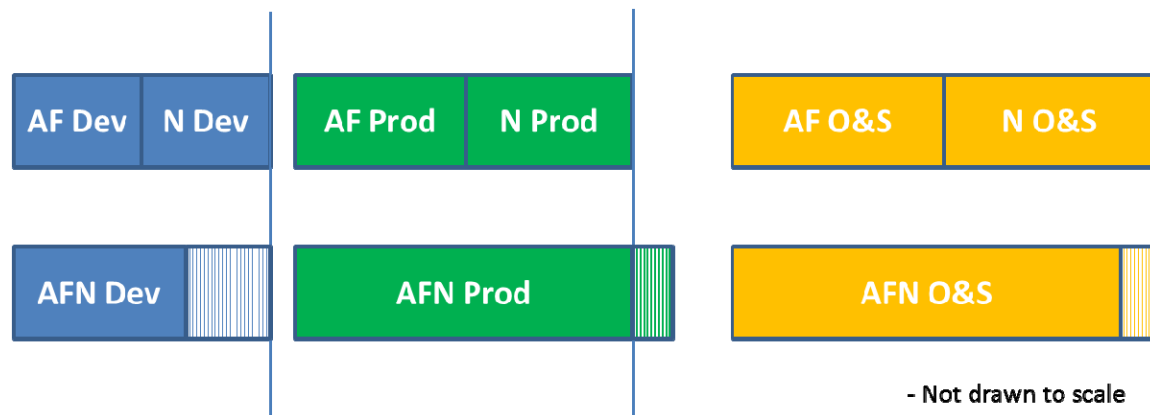 AF Dev N Dev AF Prod N Prod AF O&S N O&S
AFN Dev AFN Prod AFN O&S
- Not drawn to scale